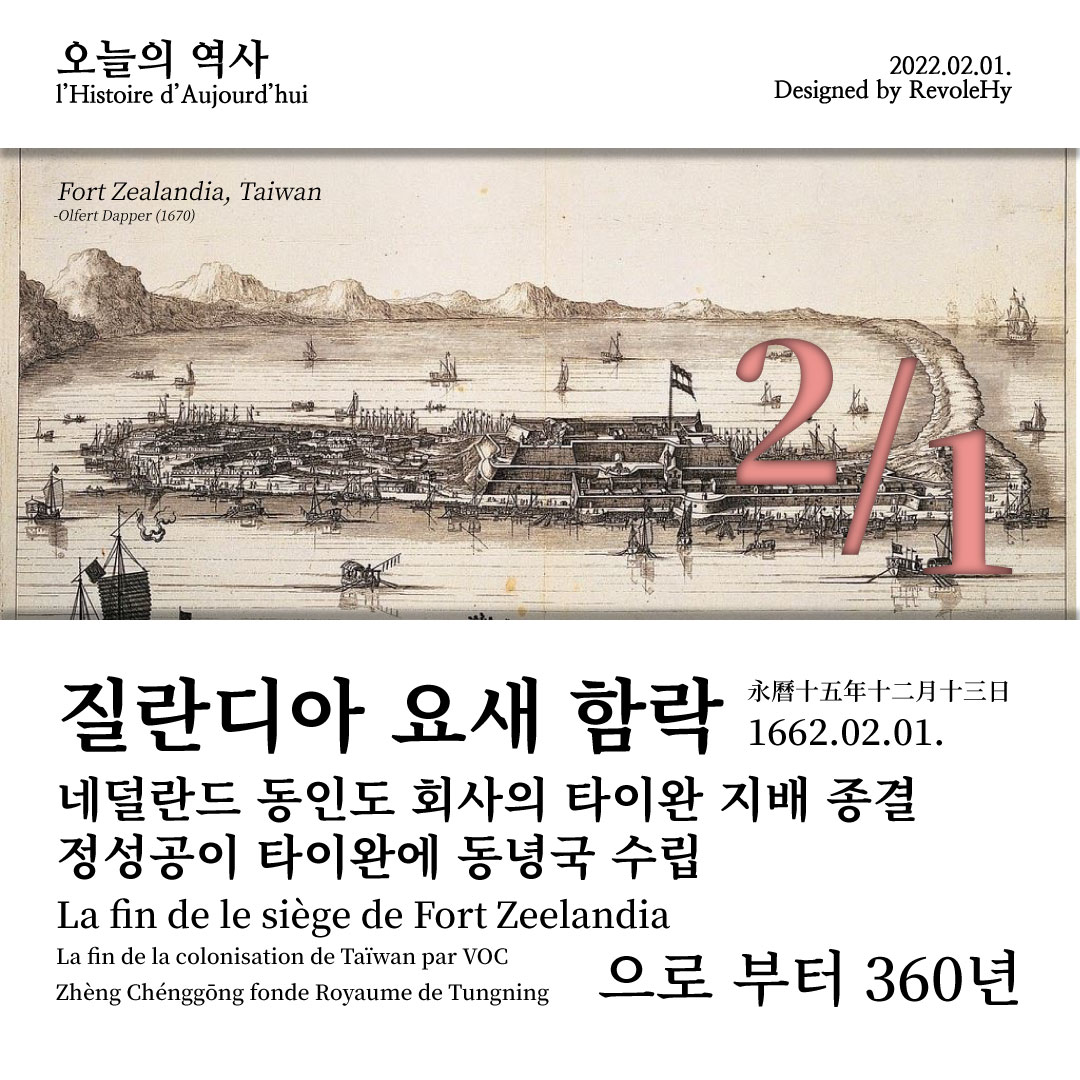 오늘의 역사
l'Histoire d'Aujourd'hui
2022.02.01.
Designed by RevoleHy
Fort Zealandia, Taiwan
-Olfert Dapper (1670)
2/1
질란디아 요새 함락
永曆十五年十二月十三日
1662.02.01.
네덜란드 동인도 회사의 타이완 지배 종결
정성공이 타이완에 동녕국 수립
La fin de le siège de Fort Zeelandia
La fin de la colonisation de Taïwan par VOC
Zhèng Chénggōng fonde Royaume de Tungning
으로 부터 360년